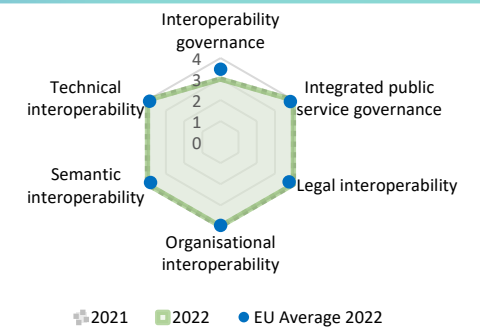 Interoperability
governance
4
3
2
1
0
Integrated public
service governance
Legal interoperability
Organisational
interoperability
Semantic
interoperability
Technical
interoperability
2021 2022 EU Average 2022